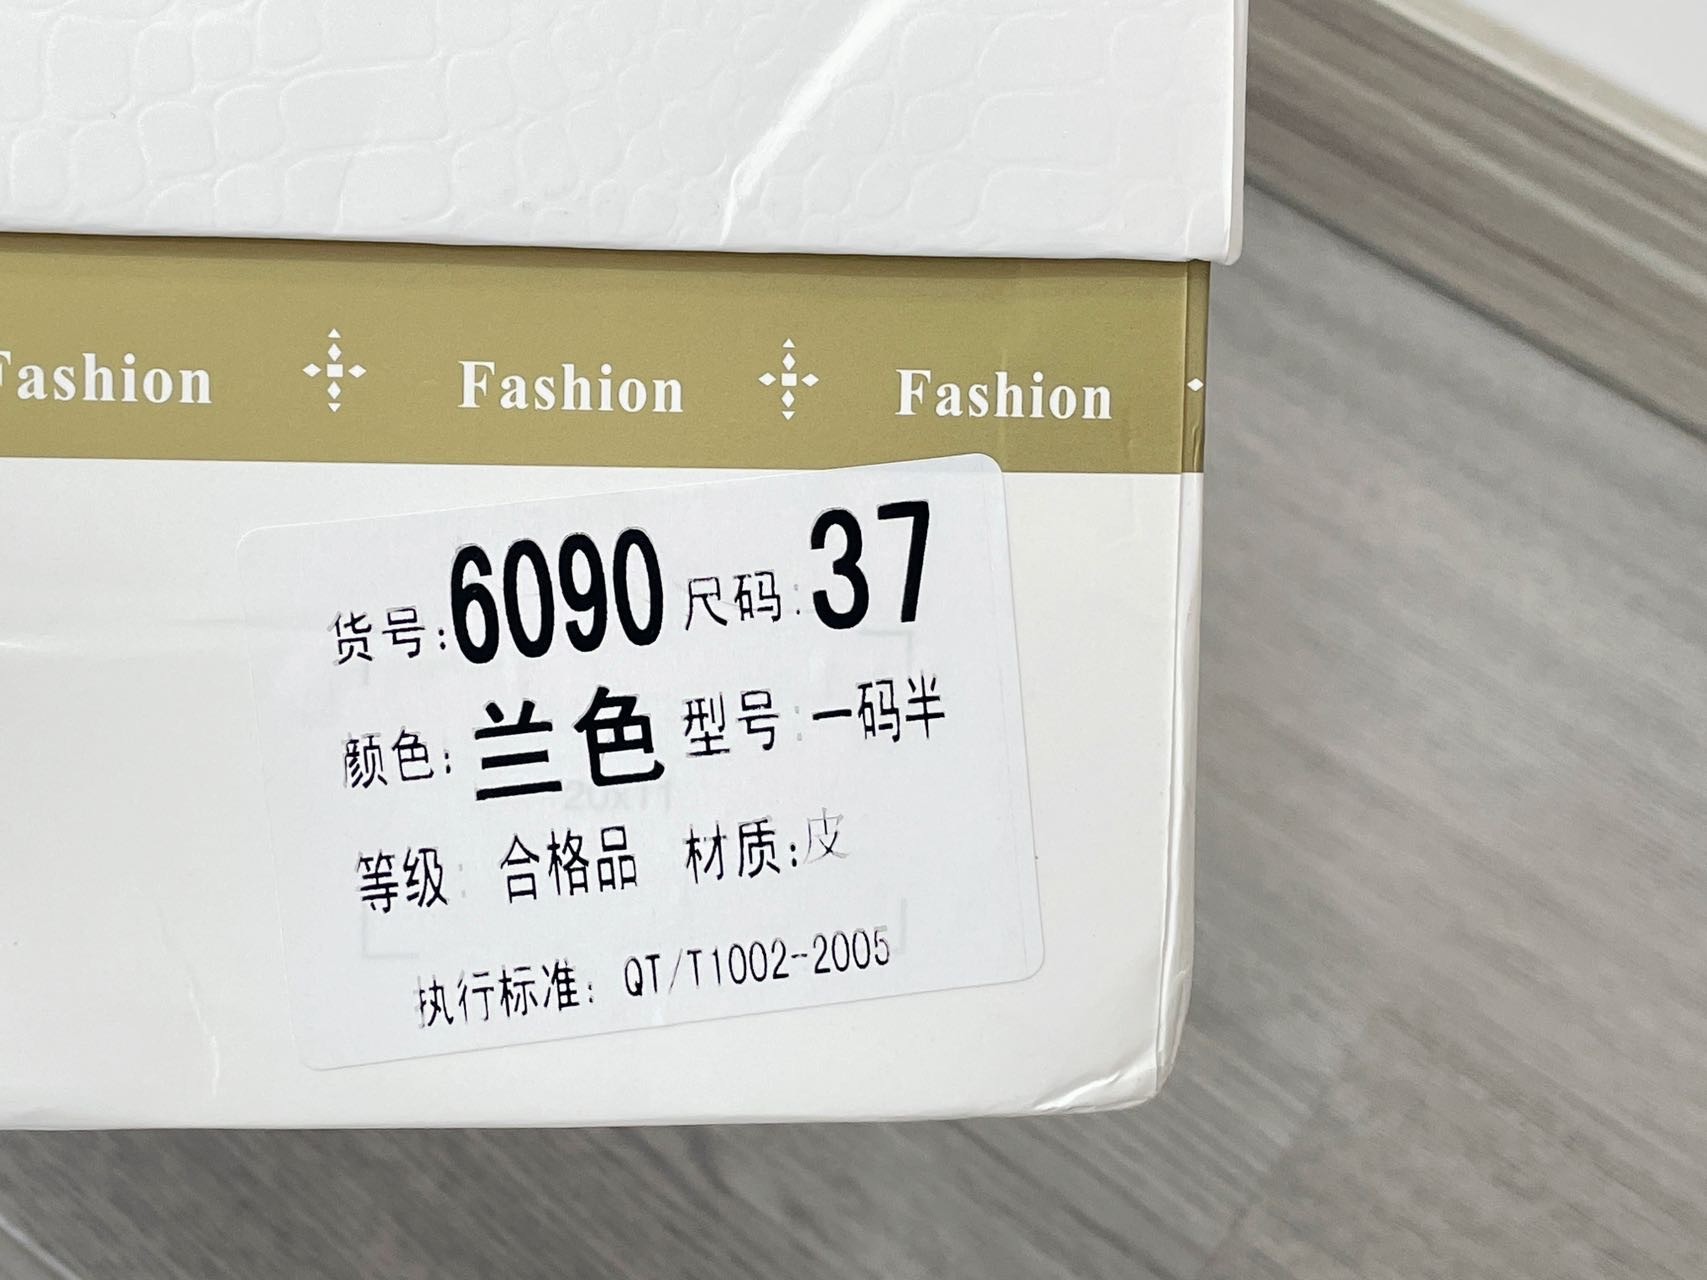 Fashion Fashion Fashion
货号:6090 尺码:37
颜色:兰色 型号:一码半
等级: 合格品 材质:皮
执行标准: QT/T1002-2005